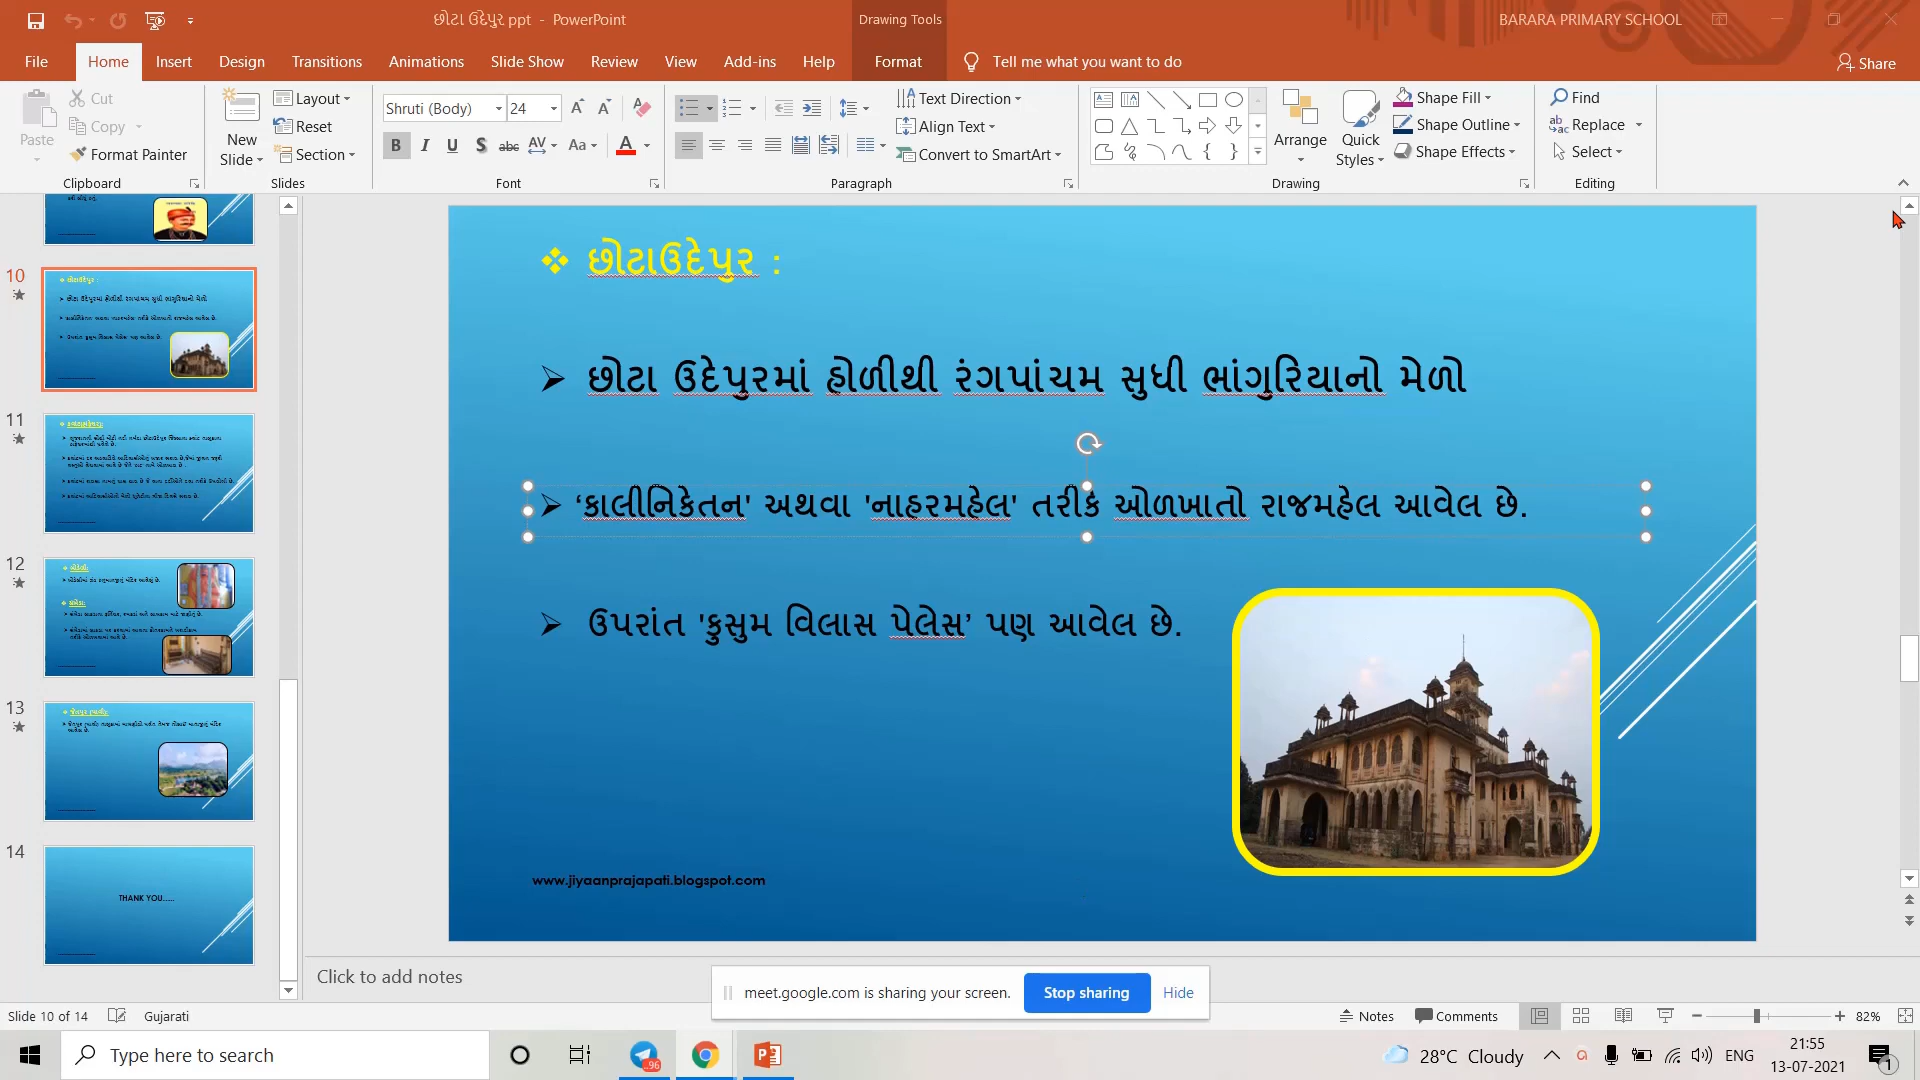 છોટા ઉદેપુર ppt - PowerPoint
Drawing Tools
BARARA PRIMARY SCHOOL
File Home Insert Design Transitions Animations Slide Show Review View Add-ins Help Format Tell me what you want to do Share
Paste
Cut
Copy
Format Painter
Clipboard
New Slide
Layout
Reset
Section
Slides
Shruti (Body) 24
B I U S abc AV Aa A
Font
Text Direction
Align Text
Convert to SmartArt
Paragraph
Arrange
Quick Styles
Shape Fill
Shape Outline
Shape Effects
Drawing
Find
Replace
Select
Editing
10
11
12
13
14
THANK YOU.....
❖ છોટાઉદેપુર :
➢ છોટા ઉદેપુરમાં હોળીથી રંગપાંચમ સુધી ભાંગુરિયાનો મેળો
➢ ‘કાલીનિકેતન' અથવા 'નાહરમહેલ' તરીકે ઓળખાતો રાજમહેલ આવેલ છે.
➢ ઉપરાંત 'કુસુમ વિલાસ પેલેસ’ પણ આવેલ છે.
www.jiyaanprajapati.blogspot.com
Click to add notes
meet.google.com is sharing your screen. Stop sharing Hide
Slide 10 of 14 Gujarati Notes Comments 82%
Type here to search
96
28°C Cloudy ENG
21:55
13-07-2021
1